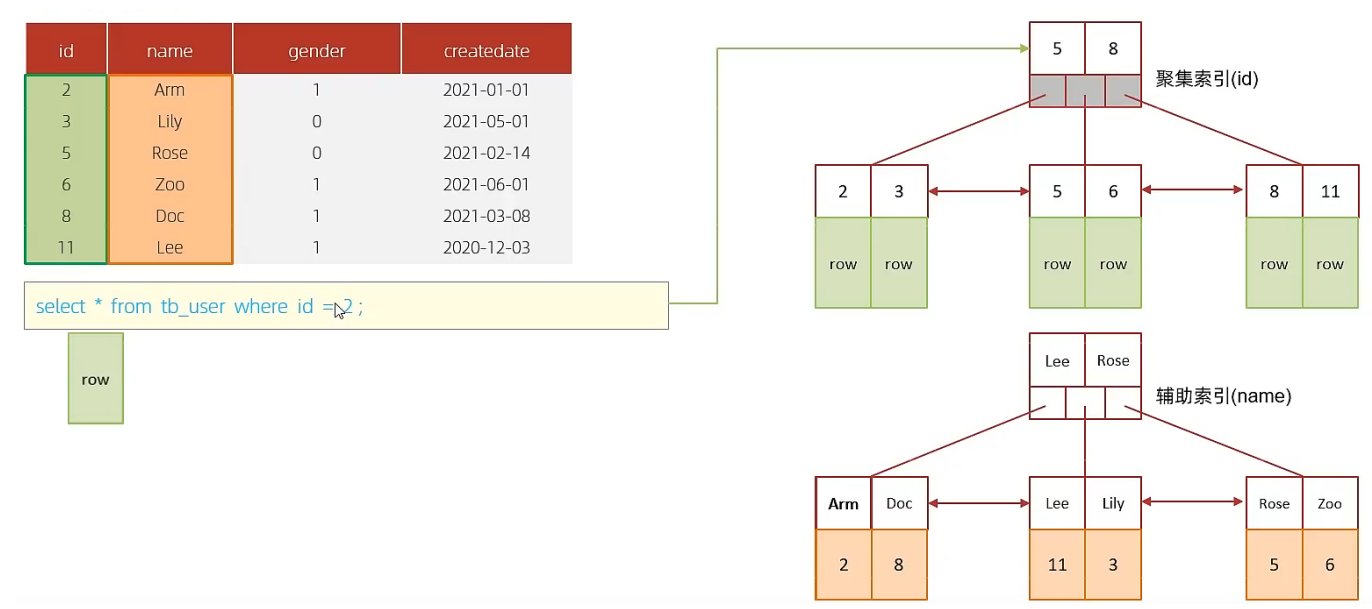 id name gender createdate
2 Arm 1 2021-01-01
3 Lily 0 2021-05-01
5 Rose 0 2021-02-14
6 Zoo 1 2021-06-01
8 Doc 1 2021-03-08
11 Lee 1 2020-12-03
select * from tb_user where id = 2 ;
row
5 8
聚集索引(id)
2 3 5 6 8 11
row row row row row row
Lee Rose
辅助索引(name)
Arm Doc Lee Lily Rose Zoo
2 8 11 3 5 6